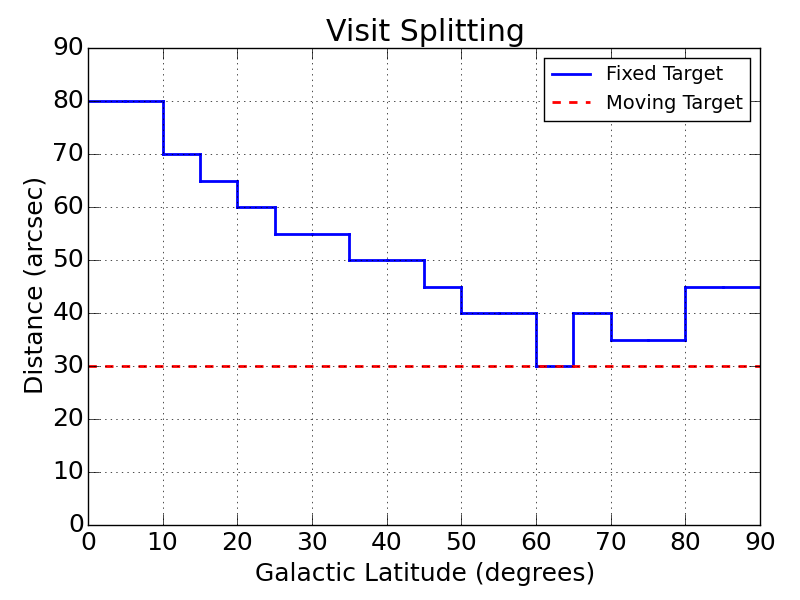 Visit Splitting
Fixed Target
Moving Target
90
80
70
60
50
40
30
20
10
0
Distance (arcsec)
0 10 20 30 40 50 60 70 80 90
Galactic Latitude (degrees)